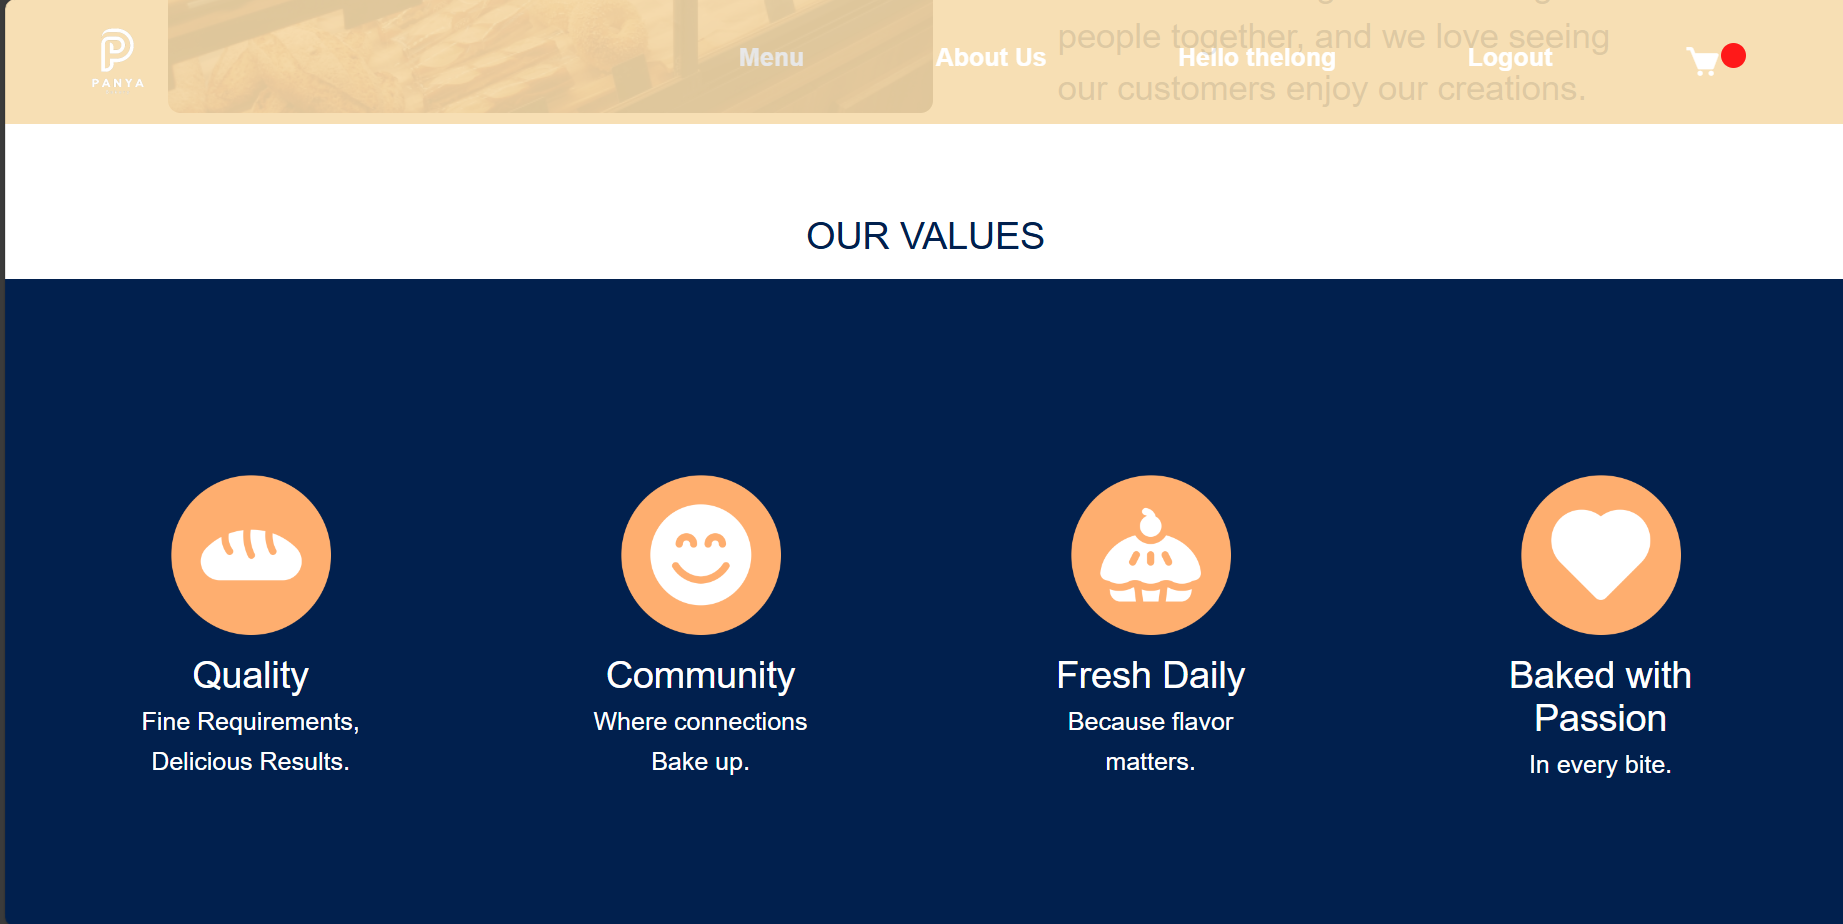 people together, and we love seeing
our customers enjoy our creations.
PANYA
Menu
About Us
Hello thelong
Logout
OUR VALUES
Quality
Fine Requirements,
Delicious Results.
Community
Where connections
Bake up.
Fresh Daily
Because flavor
matters.
Baked with
Passion
In every bite.